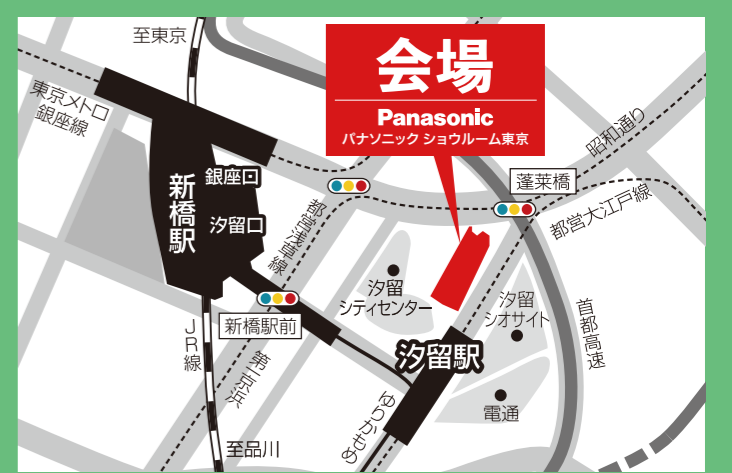 至東京
会場
Panasonic
パナソニック ショウルーム東京
東京メトロ
銀座線
昭和通り
新橋駅
銀座口
汐留口
蓬莱橋
都営大江戸線
都営浅草線
汐留
シティセンター
汐留
シオサイト
新橋駅前
JR線
首都高速
汐留駅
第一京浜
ゆりかもめ
電通
至品川